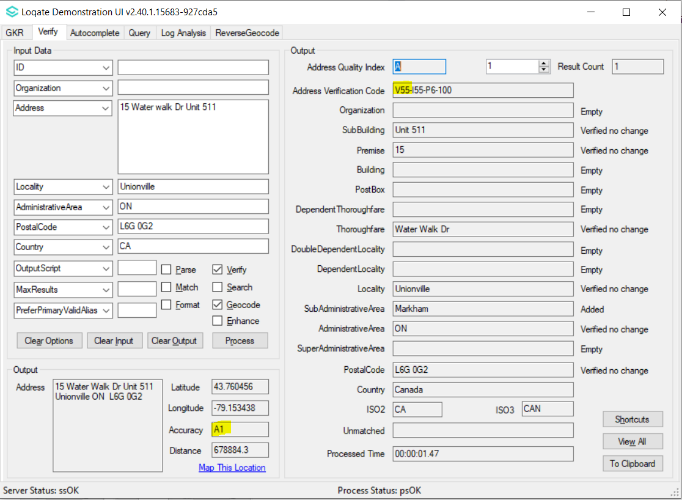 Loqate Demonstration UI v2.40.1.15683-927cda5
GKR Verify Autocomplete Query Log Analysis ReverseGeocode
Input Data
ID
Organization
Address 15 Water walk Dr Unit 511
Locality Unionville
AdministrativeArea ON
PostalCode L6G 0G2
Country CA
OutputScript Parse Verify
MaxResults Match Search
PreferPrimaryValidAlias Format Geocode
Enhance
Clear Options Clear Input Clear Output Process
Output
Address 15 Water Walk Dr Unit 511
Unionville ON L6G 0G2
Latitude 43.760456
Longitude -79.153438
Accuracy A1
Distance 678884.3
Map This Location
Output
Address Quality Index A 1 Result Count 1
Address Verification Code V55-I55-P6-100
Organization Empty
SubBuilding Unit 511 Verified no change
Premise 15 Verified no change
Building Empty
PostBox Empty
DependentThoroughfare Empty
Thoroughfare Water Walk Dr Verified no change
DoubleDependentLocality Empty
DependentLocality Empty
Locality Unionville Verified no change
SubAdministrativeArea Markham Added
AdministrativeArea ON Verified no change
SuperAdministrativeArea Empty
PostalCode L6G 0G2 Verified no change
Country Canada
ISO2 CA ISO3 CAN
Unmatched
Processed Time 00:00:01.47
Shortcuts
View All
To Clipboard
Server Status: ssOK Process Status: psOK